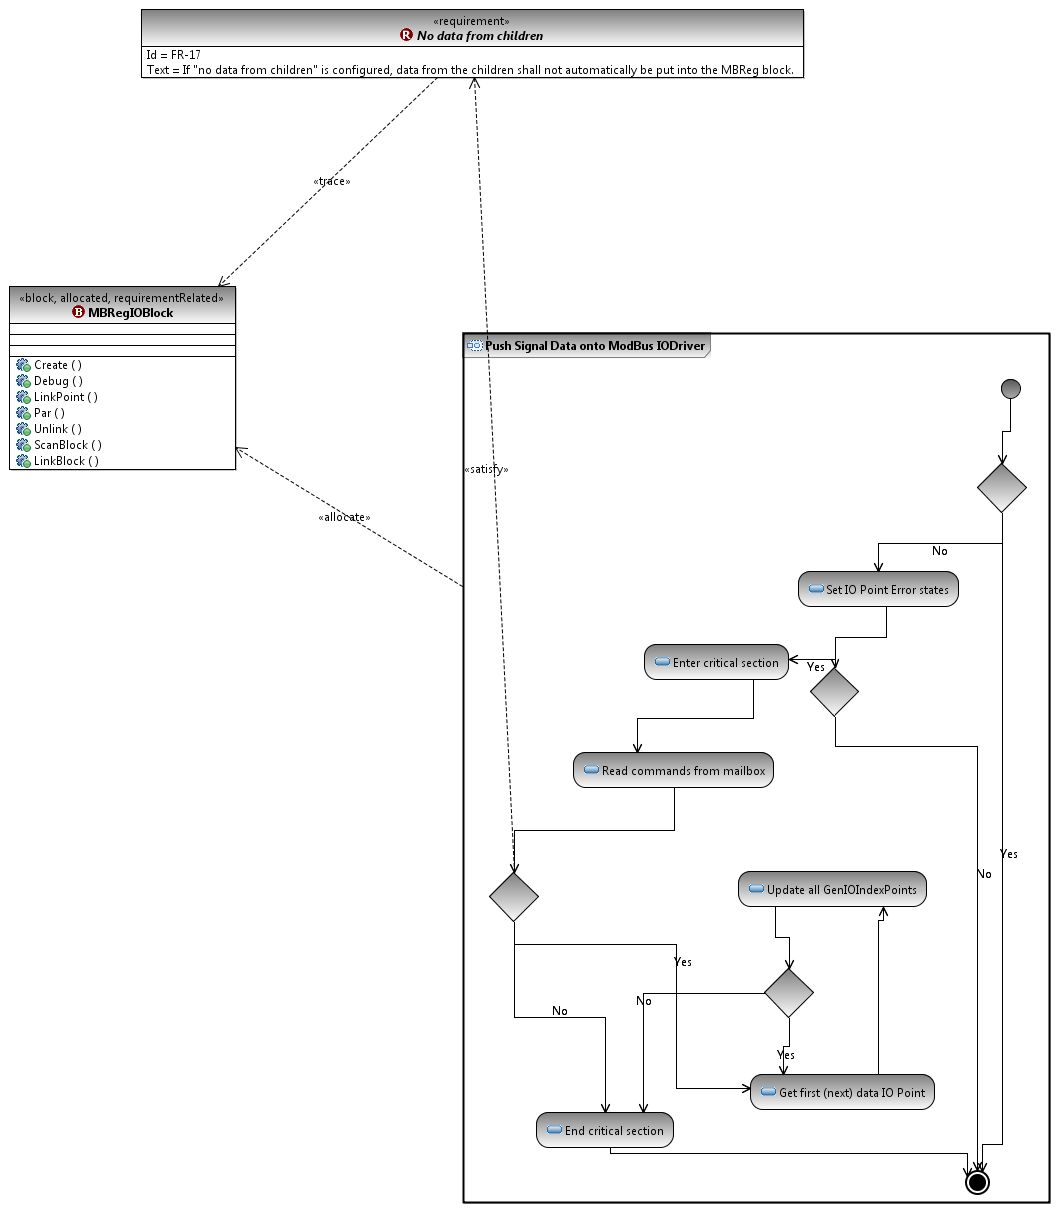 «requirement»
R No data from children
Id = FR-17
Text = If "no data from children" is configured, data from the children shall not automatically be put into the MBReg block.
«trace»
«block, allocated, requirementRelated»
B MBRegIOBlock
Create ( )
Debug ( )
LinkPoint ( )
Par ( )
Unlink ( )
ScanBlock ( )
LinkBlock ( )
«allocate»
«satisfy»
Push Signal Data onto ModBus IODriver
No
Set IO Point Error states
Yes
Enter critical section
Read commands from mailbox
Yes
No
Update all GenIOIndexPoints
Yes
No
No
Yes
Get first (next) data IO Point
End critical section